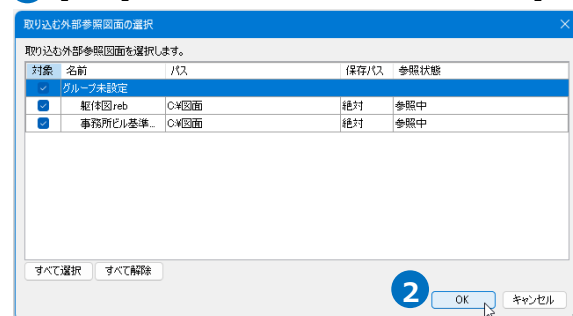 取り込む外部参照図面の選択
取り込む外部参照図面を選択します。
対象 名前 パス 保存パス 参照状態
グループ未設定
躯体図.reb C:¥図面 絶対 参照中
事務所ビル基準... C:¥図面 絶対 参照中
すべて選択 すべて解除
2 OK キャンセル